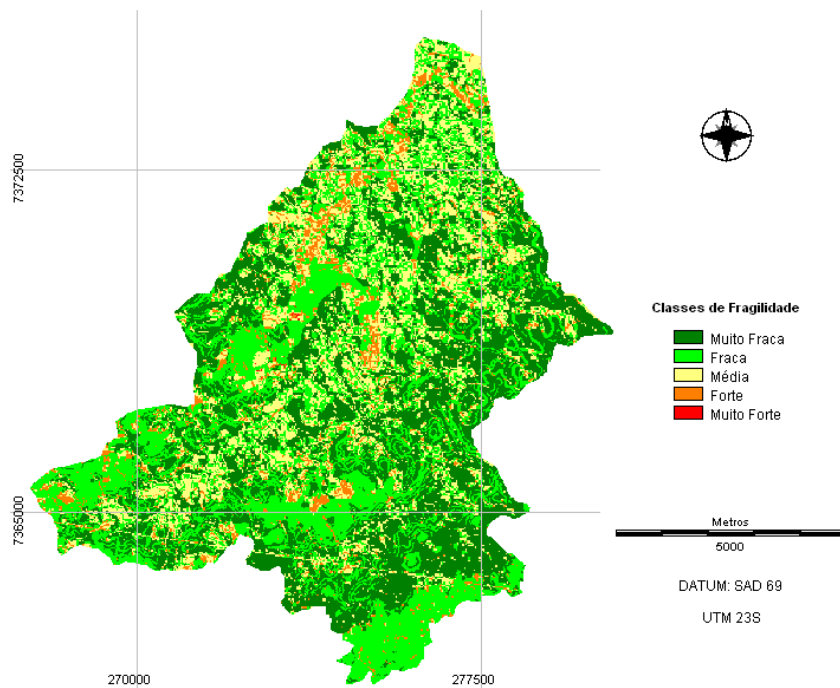 7372500
7365000
270000
277500
Classes de Fragilidade
Muito Fraca
Fraca
Média
Forte
Muito Forte
Metros
5000
DATUM: SAD 69
UTM 23S